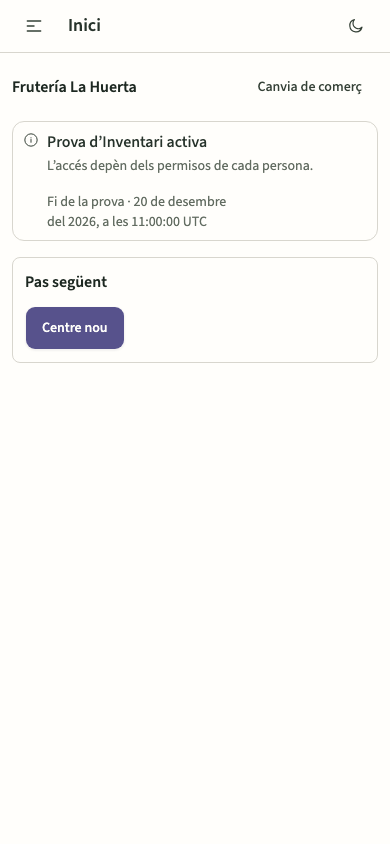 Inici
Frutería La Huerta
Canvia de comerç
Prova d’Inventari activa
L’accés depèn dels permisos de cada persona.
Fi de la prova · 20 de desembre
del 2026, a les 11:00:00 UTC
Pas següent
Centre nou